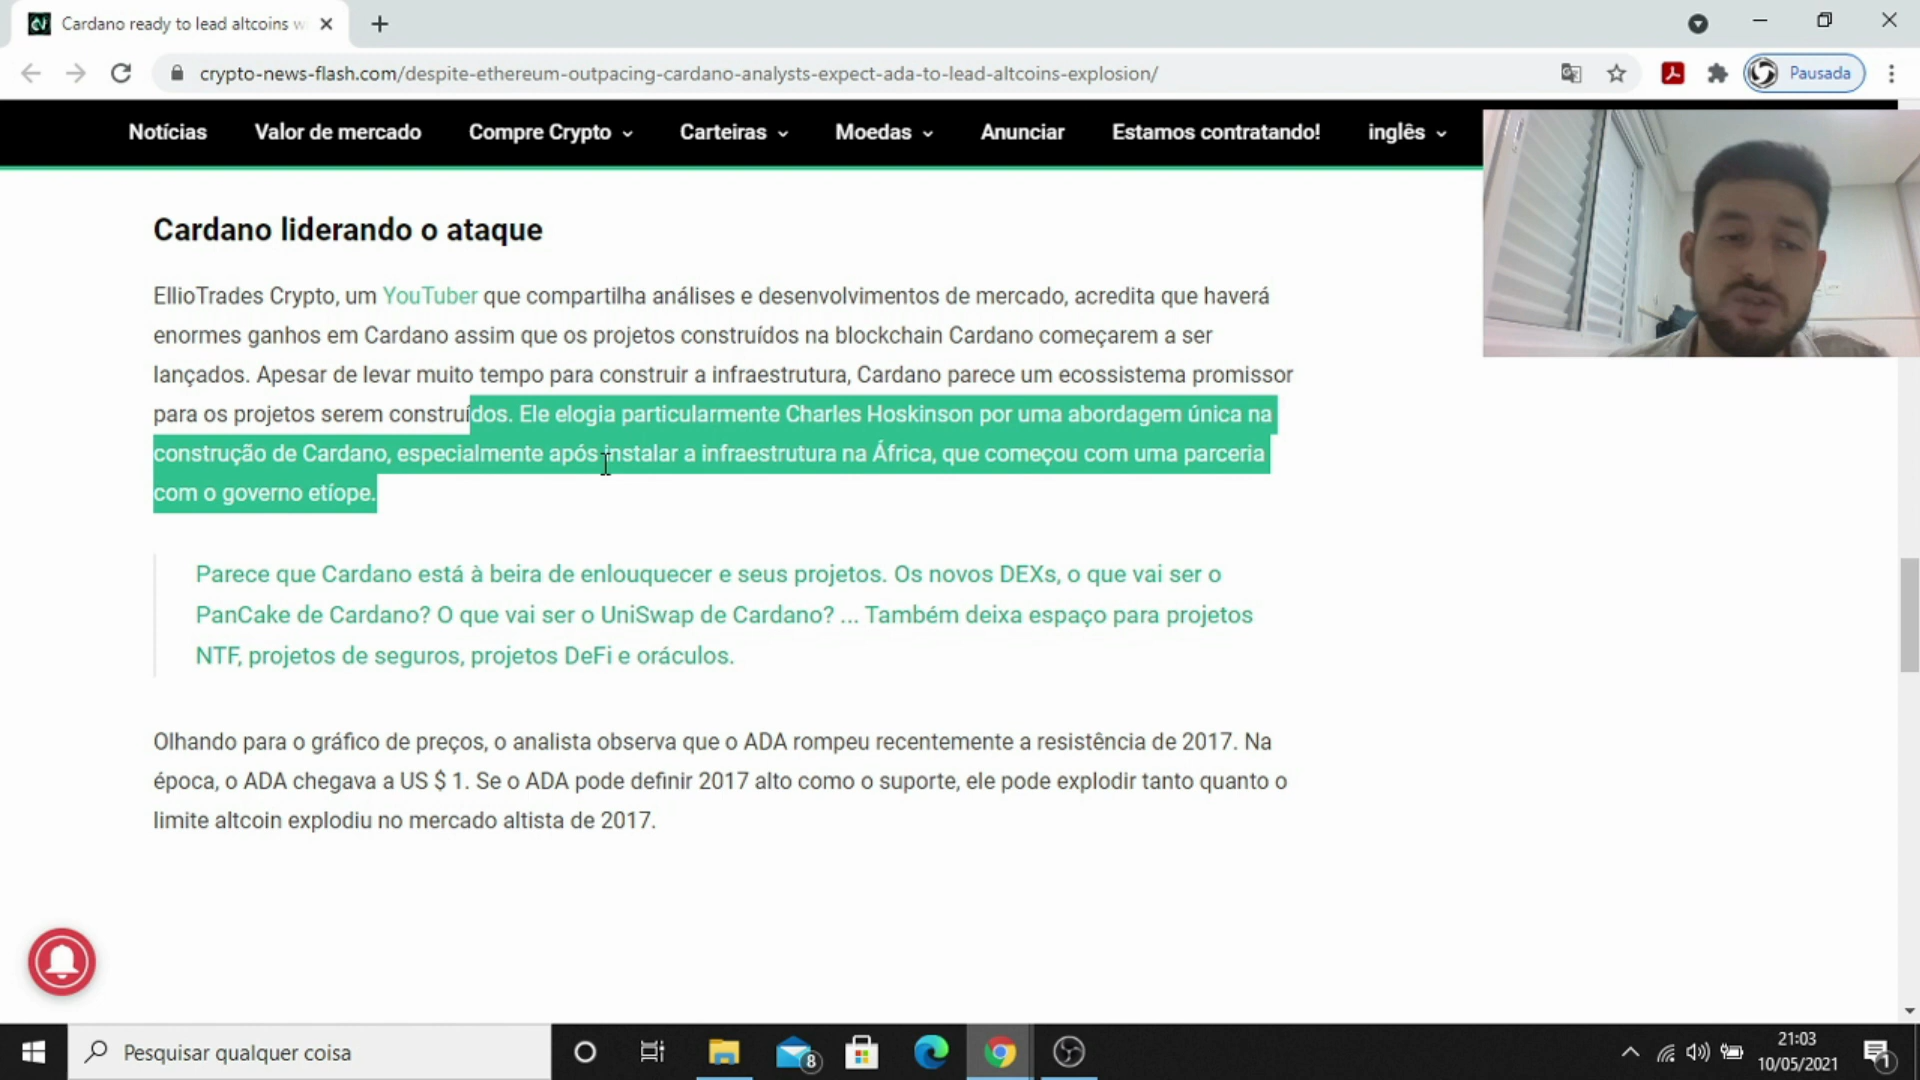 Cardano ready to lead altcoins w
crypto-news-flash.com/despite-ethereum-outpacing-cardano-analysts-expect-ada-to-lead-altcoins-explosion/
Pausada
Notícias Valor de mercado Compre Crypto Carteiras Moedas Anunciar Estamos contratando! inglês
Cardano liderando o ataque
EllioTrades Crypto, um YouTuber que compartilha análises e desenvolvimentos de mercado, acredita que haverá
enormes ganhos em Cardano assim que os projetos construídos na blockchain Cardano começarem a ser
lançados. Apesar de levar muito tempo para construir a infraestrutura, Cardano parece um ecossistema promissor
para os projetos serem construídos. Ele elogia particularmente Charles Hoskinson por uma abordagem única na
construção de Cardano, especialmente após instalar a infraestrutura na África, que começou com uma parceria
com o governo etíope.
Parece que Cardano está à beira de enlouquecer e seus projetos. Os novos DEXs, o que vai ser o
PanCake de Cardano? O que vai ser o UniSwap de Cardano? ... Também deixa espaço para projetos
NTF, projetos de seguros, projetos DeFi e oráculos.
Olhando para o gráfico de preços, o analista observa que o ADA rompeu recentemente a resistência de 2017. Na
época, o ADA chegava a US $ 1. Se o ADA pode definir 2017 alto como o suporte, ele pode explodir tanto quanto o
limite altcoin explodiu no mercado altista de 2017.
Pesquisar qualquer coisa
8
21:03
10/05/2021
1